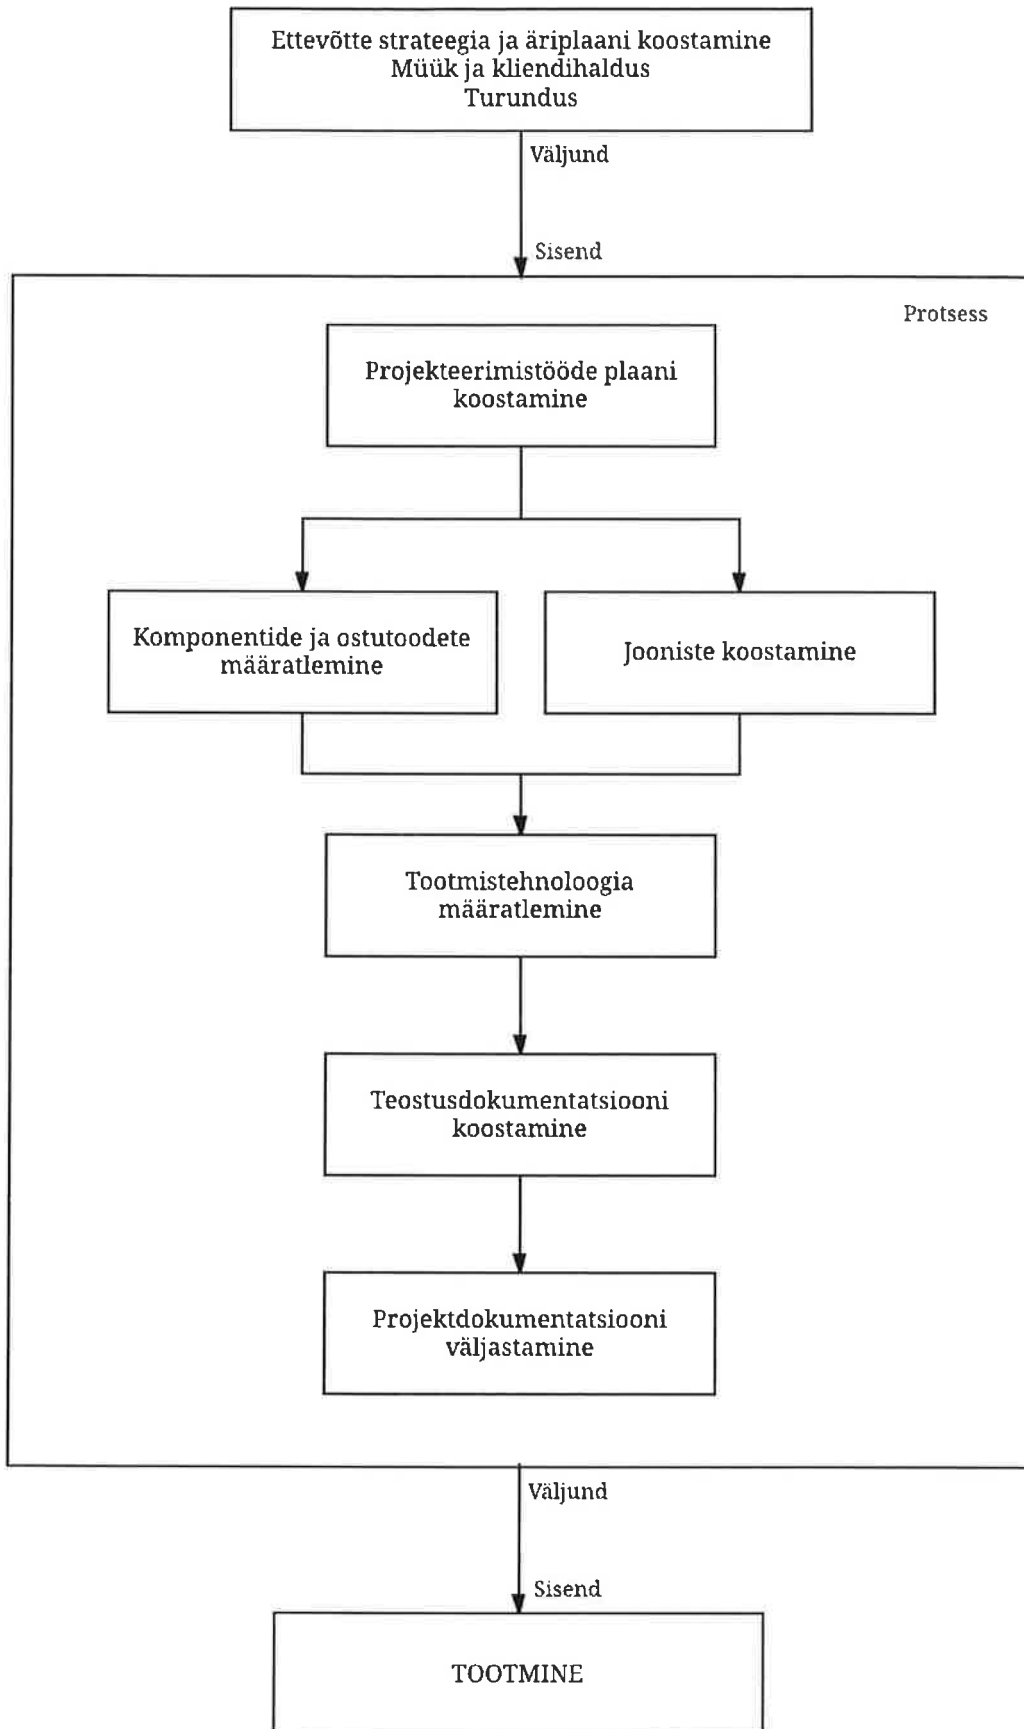 Ettevõtte strateegia ja äriplaani koostamine
Müük ja kliendihaldus
Turundus
Väljund
Sisend
Protsess
Projekteerimistööde plaani
koostamine
Komponentide ja ostutoodete
määratlemine
Jooniste koostamine
Tootmistehnoloogia
määratlemine
Teostusdokumentatsiooni
koostamine
Projektdokumentatsiooni
väljastamine
Väljund
Sisend
TOOTMINE